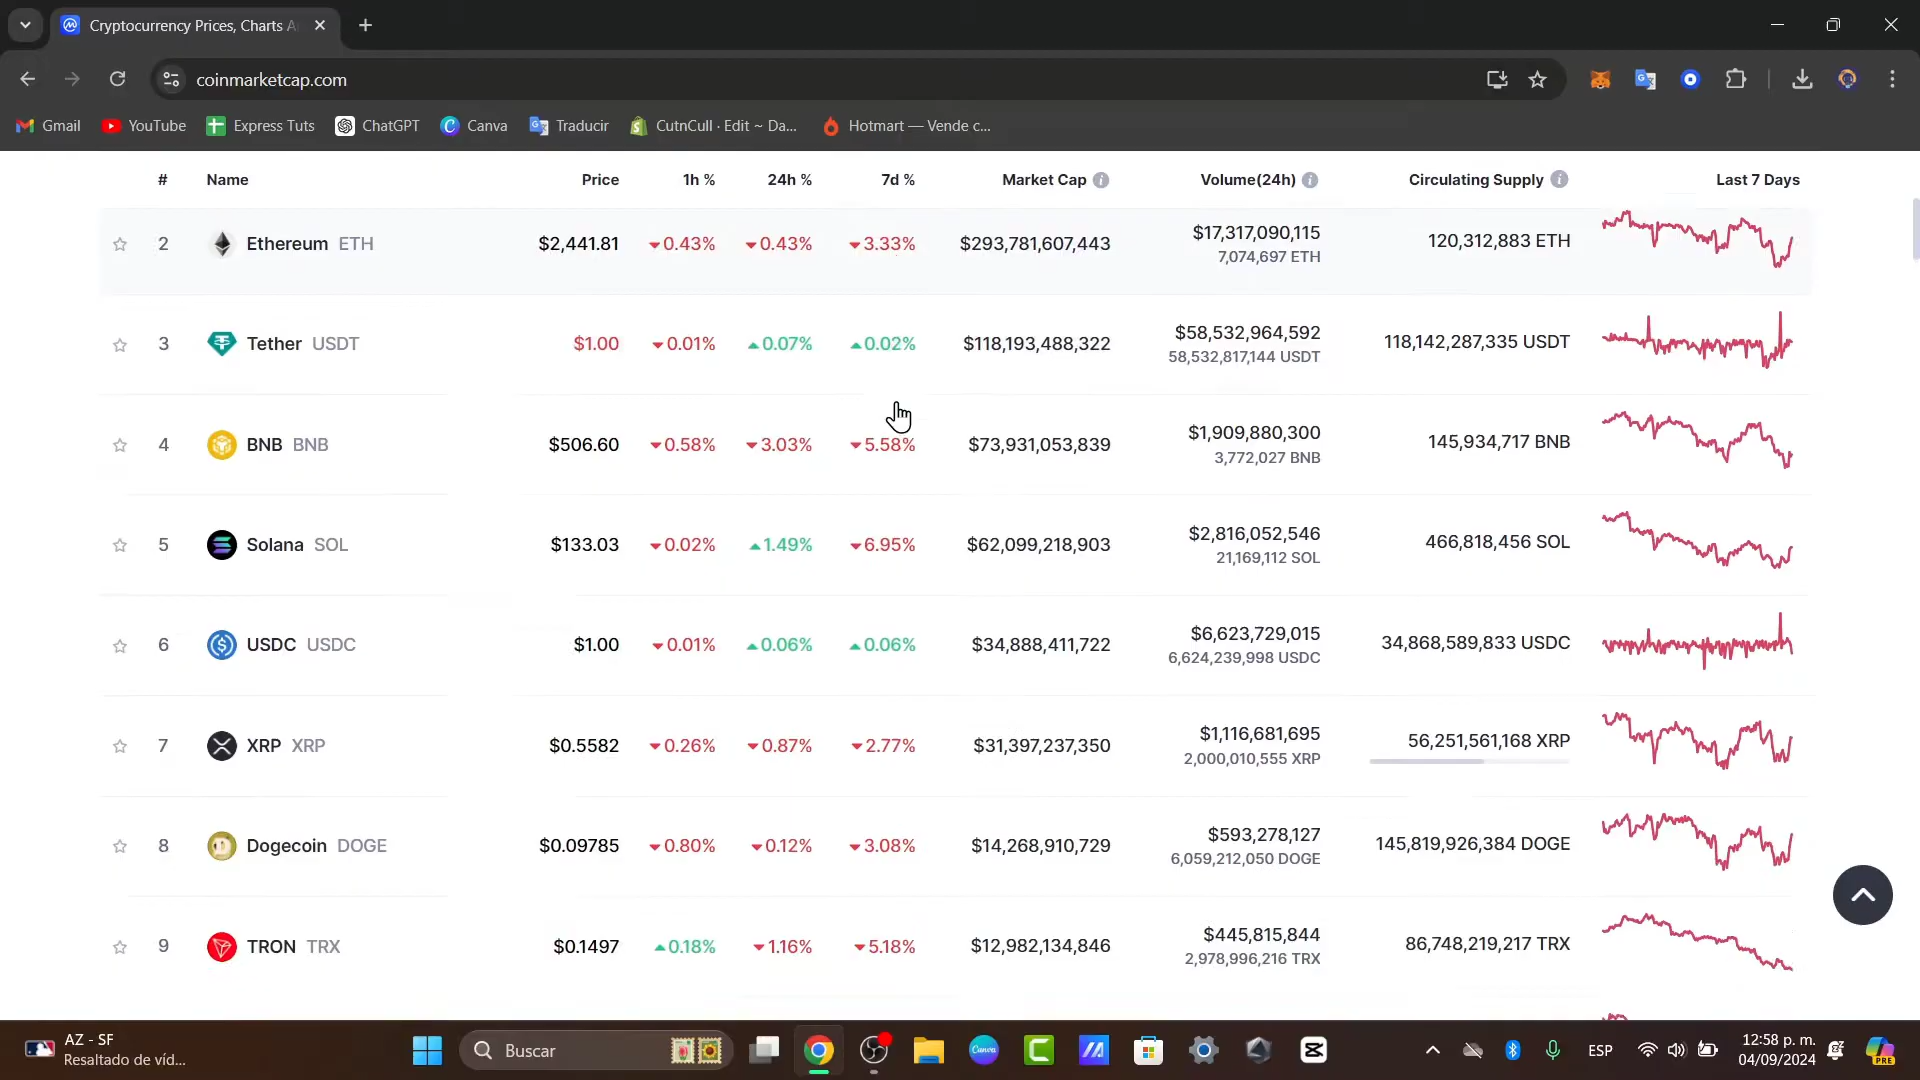 Cryptocurrency Prices, Charts A
coinmarketcap.com
Gmail YouTube Express Tuts ChatGPT Canva Traducir CutnCull · Edit ~ Da... Hotmart — Vende c...
# Name Price 1h % 24h % 7d % Market Cap Volume(24h) Circulating Supply Last 7 Days
2 Ethereum ETH $2,441.81 0.43% 0.43% 3.33% $293,781,607,443 $17,317,090,115 120,312,883 ETH
7,074,697 ETH
3 Tether USDT $1.00 0.01% 0.07% 0.02% $118,193,488,322 $58,532,964,592 118,142,287,335 USDT
58,532,817,144 USDT
4 BNB BNB $506.60 0.58% 3.03% 5.58% $73,931,053,839 $1,909,880,300 145,934,717 BNB
3,772,027 BNB
5 Solana SOL $133.03 0.02% 1.49% 6.95% $62,099,218,903 $2,816,052,546 466,818,456 SOL
21,169,112 SOL
6 USDC USDC $1.00 0.01% 0.06% 0.06% $34,888,411,722 $6,623,729,015 34,868,589,833 USDC
6,624,239,998 USDC
7 XRP XRP $0.5582 0.26% 0.87% 2.77% $31,397,237,350 $1,116,681,695 56,251,561,168 XRP
2,000,010,555 XRP
8 Dogecoin DOGE $0.09785 0.80% 0.12% 3.08% $14,268,910,729 $593,278,127 145,819,926,384 DOGE
6,059,212,050 DOGE
9 TRON TRX $0.1497 0.18% 1.16% 5.18% $12,982,134,846 $445,815,844 86,748,219,217 TRX
2,978,996,216 TRX
AZ - SF
Resaltado de víd...
Buscar
Canva
ESP
12:58 p. m.
04/09/2024
PRE